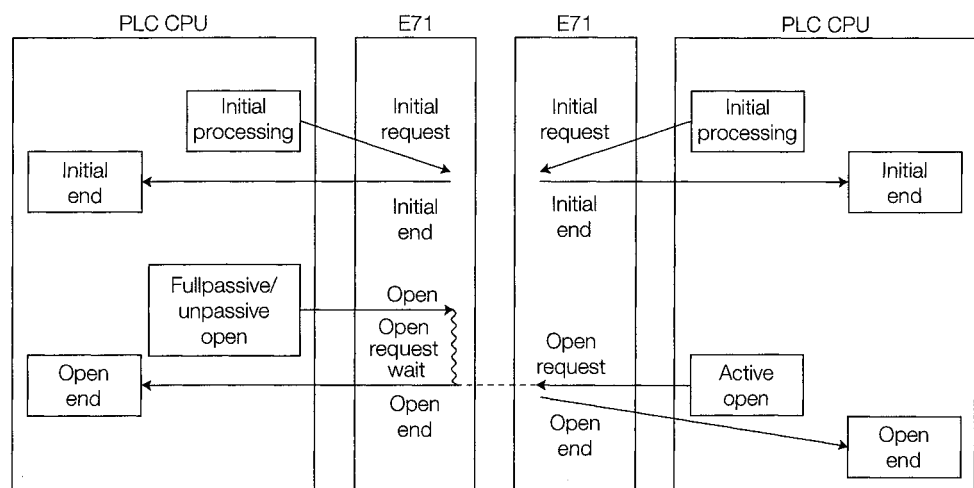 PLC CPU
E71
E71
PLC CPU
Initial
processing
Initial
request
Initial
request
Initial
processing
Initial
end
Initial
end
Initial
end
Initial
end
Fullpassive/
unpassive
open
Open
Open
request
wait
Open
request
Open
end
Active
open
Open
end
Open
end
Open
end